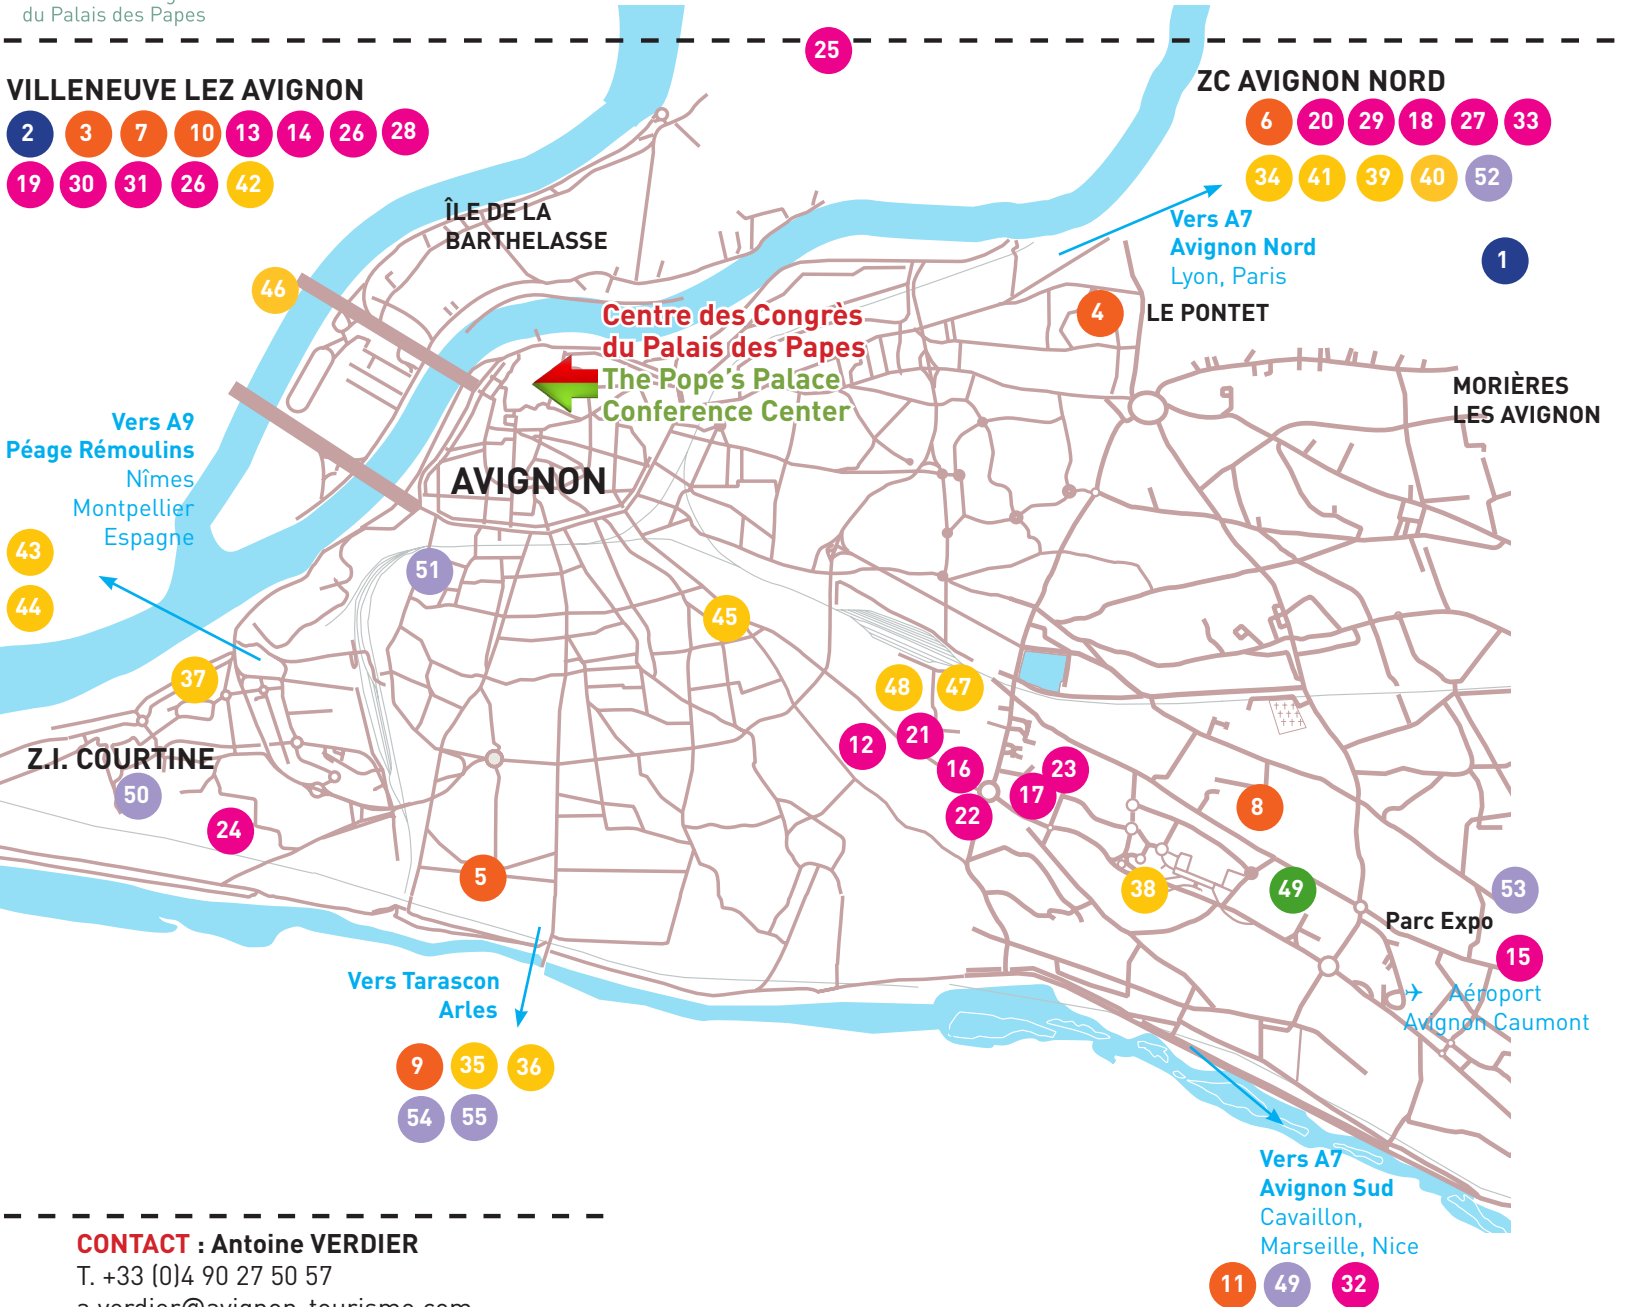 du Palais des Papes
25
VILLENEUVE LEZ AVIGNON
2 3 7 10 13 14 26 28
19 30 31 26 42
ZC AVIGNON NORD
6 20 29 18 27 33
34 41 39 40 52
ÎLE DE LA
BARTHELASSE
Vers A7
Avignon Nord
Lyon, Paris
1
46
4
LE PONTET
Centre des Congrès
du Palais des Papes
The Pope's Palace
Conference Center
MORIÈRES
LES AVIGNON
Vers A9
Péage Rémoulins
Nîmes
Montpellier
Espagne
AVIGNON
43
44
51
45
37
48 47
12 21
16 23
17
22
Z.I. COURTINE
50
24
8
5
38
49
53
Parc Expo
15
Aéroport
Avignon Caumont
Vers Tarascon
Arles
9 35 36
54 55
Vers A7
Avignon Sud
Cavaillon,
Marseille, Nice
11 49 32
CONTACT : Antoine VERDIER
T. +33 (0)4 90 27 50 57
a.verdier@avignon-tourisme.com